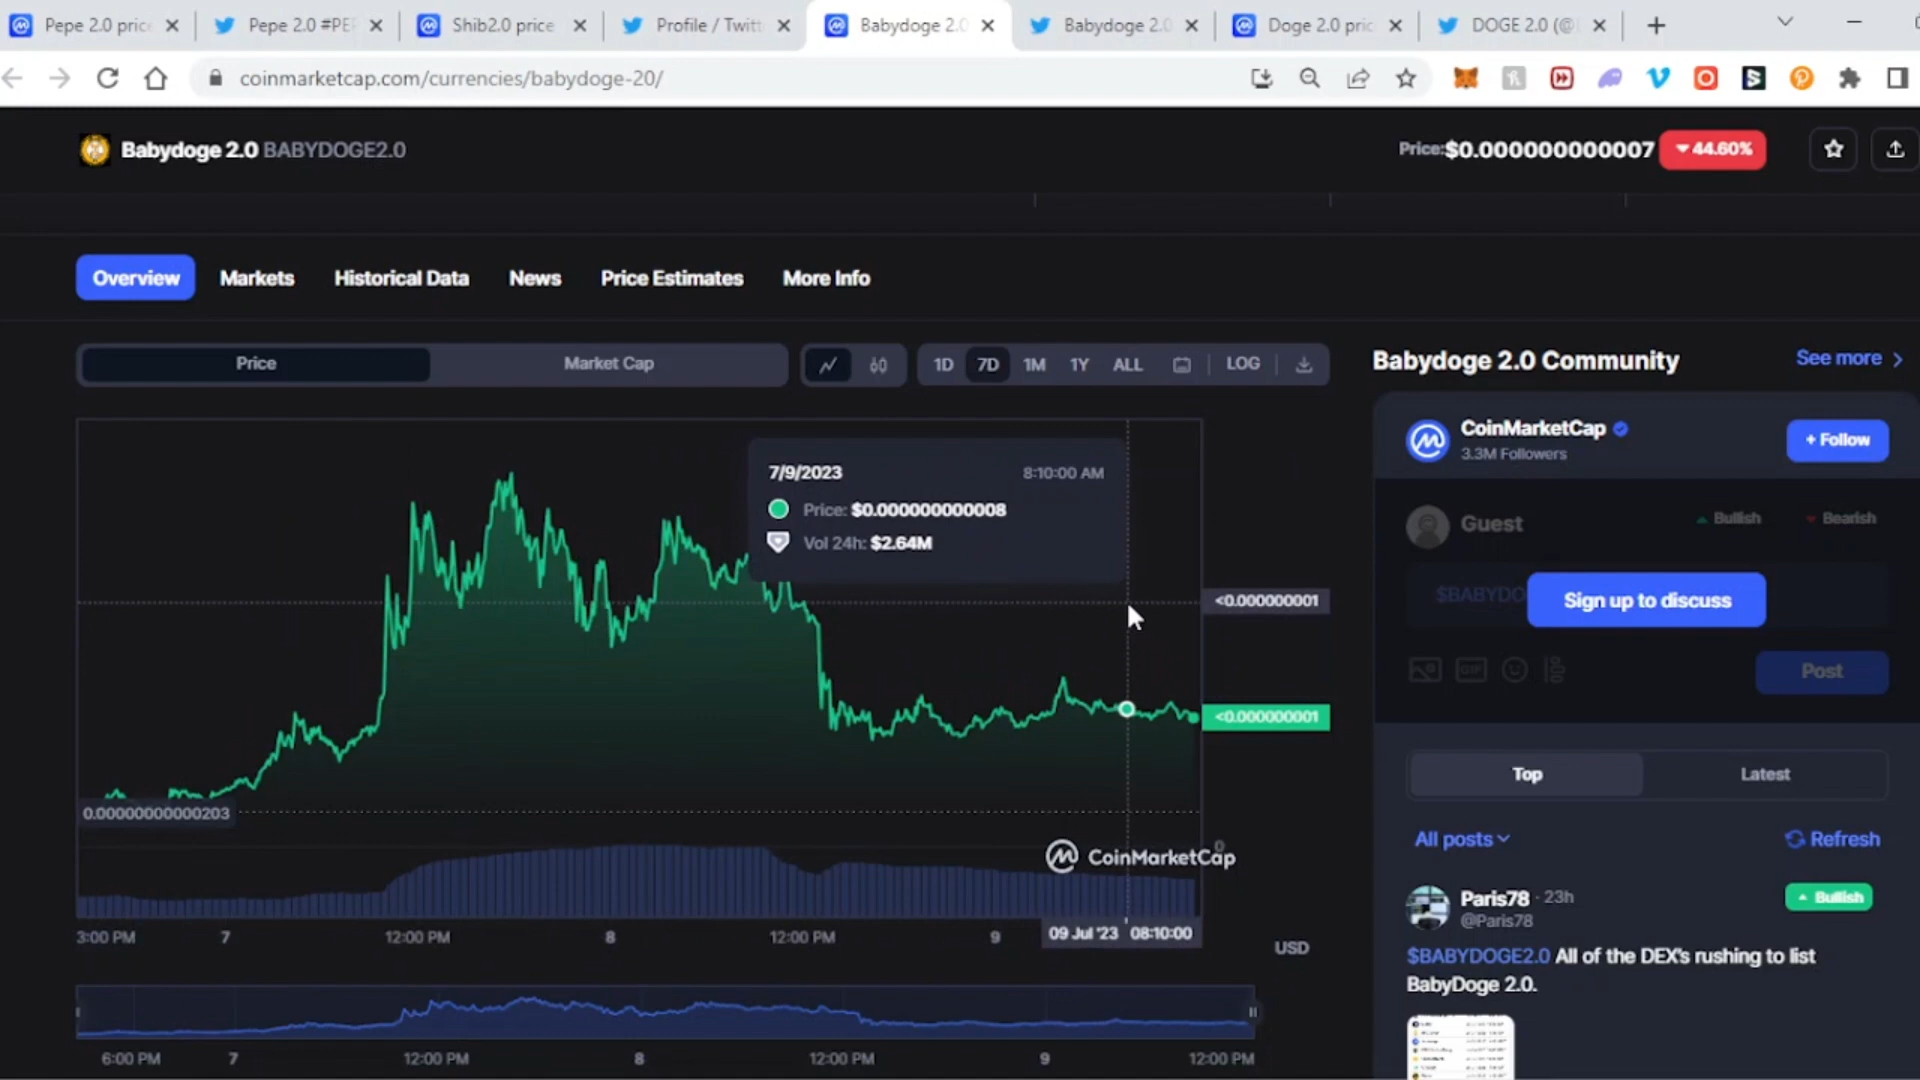 Pepe 2.0 price
Pepe 2.0 #PEP
Shib2.0 price
Profile / Twitt
Babydoge 2.0
Babydoge 2.0
Doge 2.0 pric
DOGE 2.0 (@
coinmarketcap.com/currencies/babydoge-20/
Babydoge 2.0 BABYDOGE2.0
Price:$0.000000000007
44.60%
Overview
Markets
Historical Data
News
Price Estimates
More Info
Price
Market Cap
1D
7D
1M
1Y
ALL
LOG
7/9/2023
8:10:00 AM
Price: $0.000000000008
Vol 24h: $2.64M
<0.000000001
<0.000000001
0.00000000000203
0
CoinMarketCap
3:00 PM
7
12:00 PM
8
12:00 PM
9
09 Jul '23 08:10:00
USD
6:00 PM
7
12:00 PM
8
12:00 PM
9
12:00 PM
Babydoge 2.0 Community
See more
CoinMarketCap
3.3M Followers
+ Follow
Guest
Bullish
Bearish
$BABYDO
Sign up to discuss
GIF
Post
Top
Latest
All posts
Refresh
Paris78 · 23h
@Paris78
Bullish
$BABYDOGE2.0 All of the DEX's rushing to list
BabyDoge 2.0.